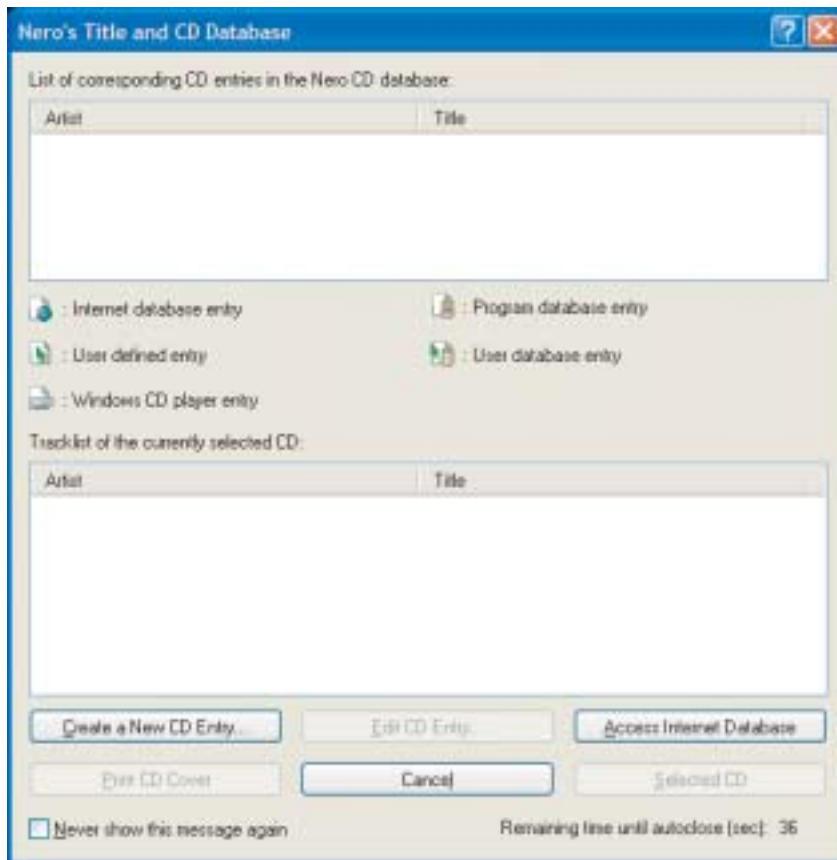 Nero's Title and CD Database
List of corresponding CD entries in the Nero CD database:
Artist Title
: Internet database entry : Program database entry
: User defined entry : User database entry
: Windows CD player entry
Tracklist of the currently selected CD:
Artist Title
Create a New CD Entry... Edit CD Entry... Access Internet Database
Print CD Cover Cancel Selected CD
Never show this message again Remaining time until autoclose [sec]: 36